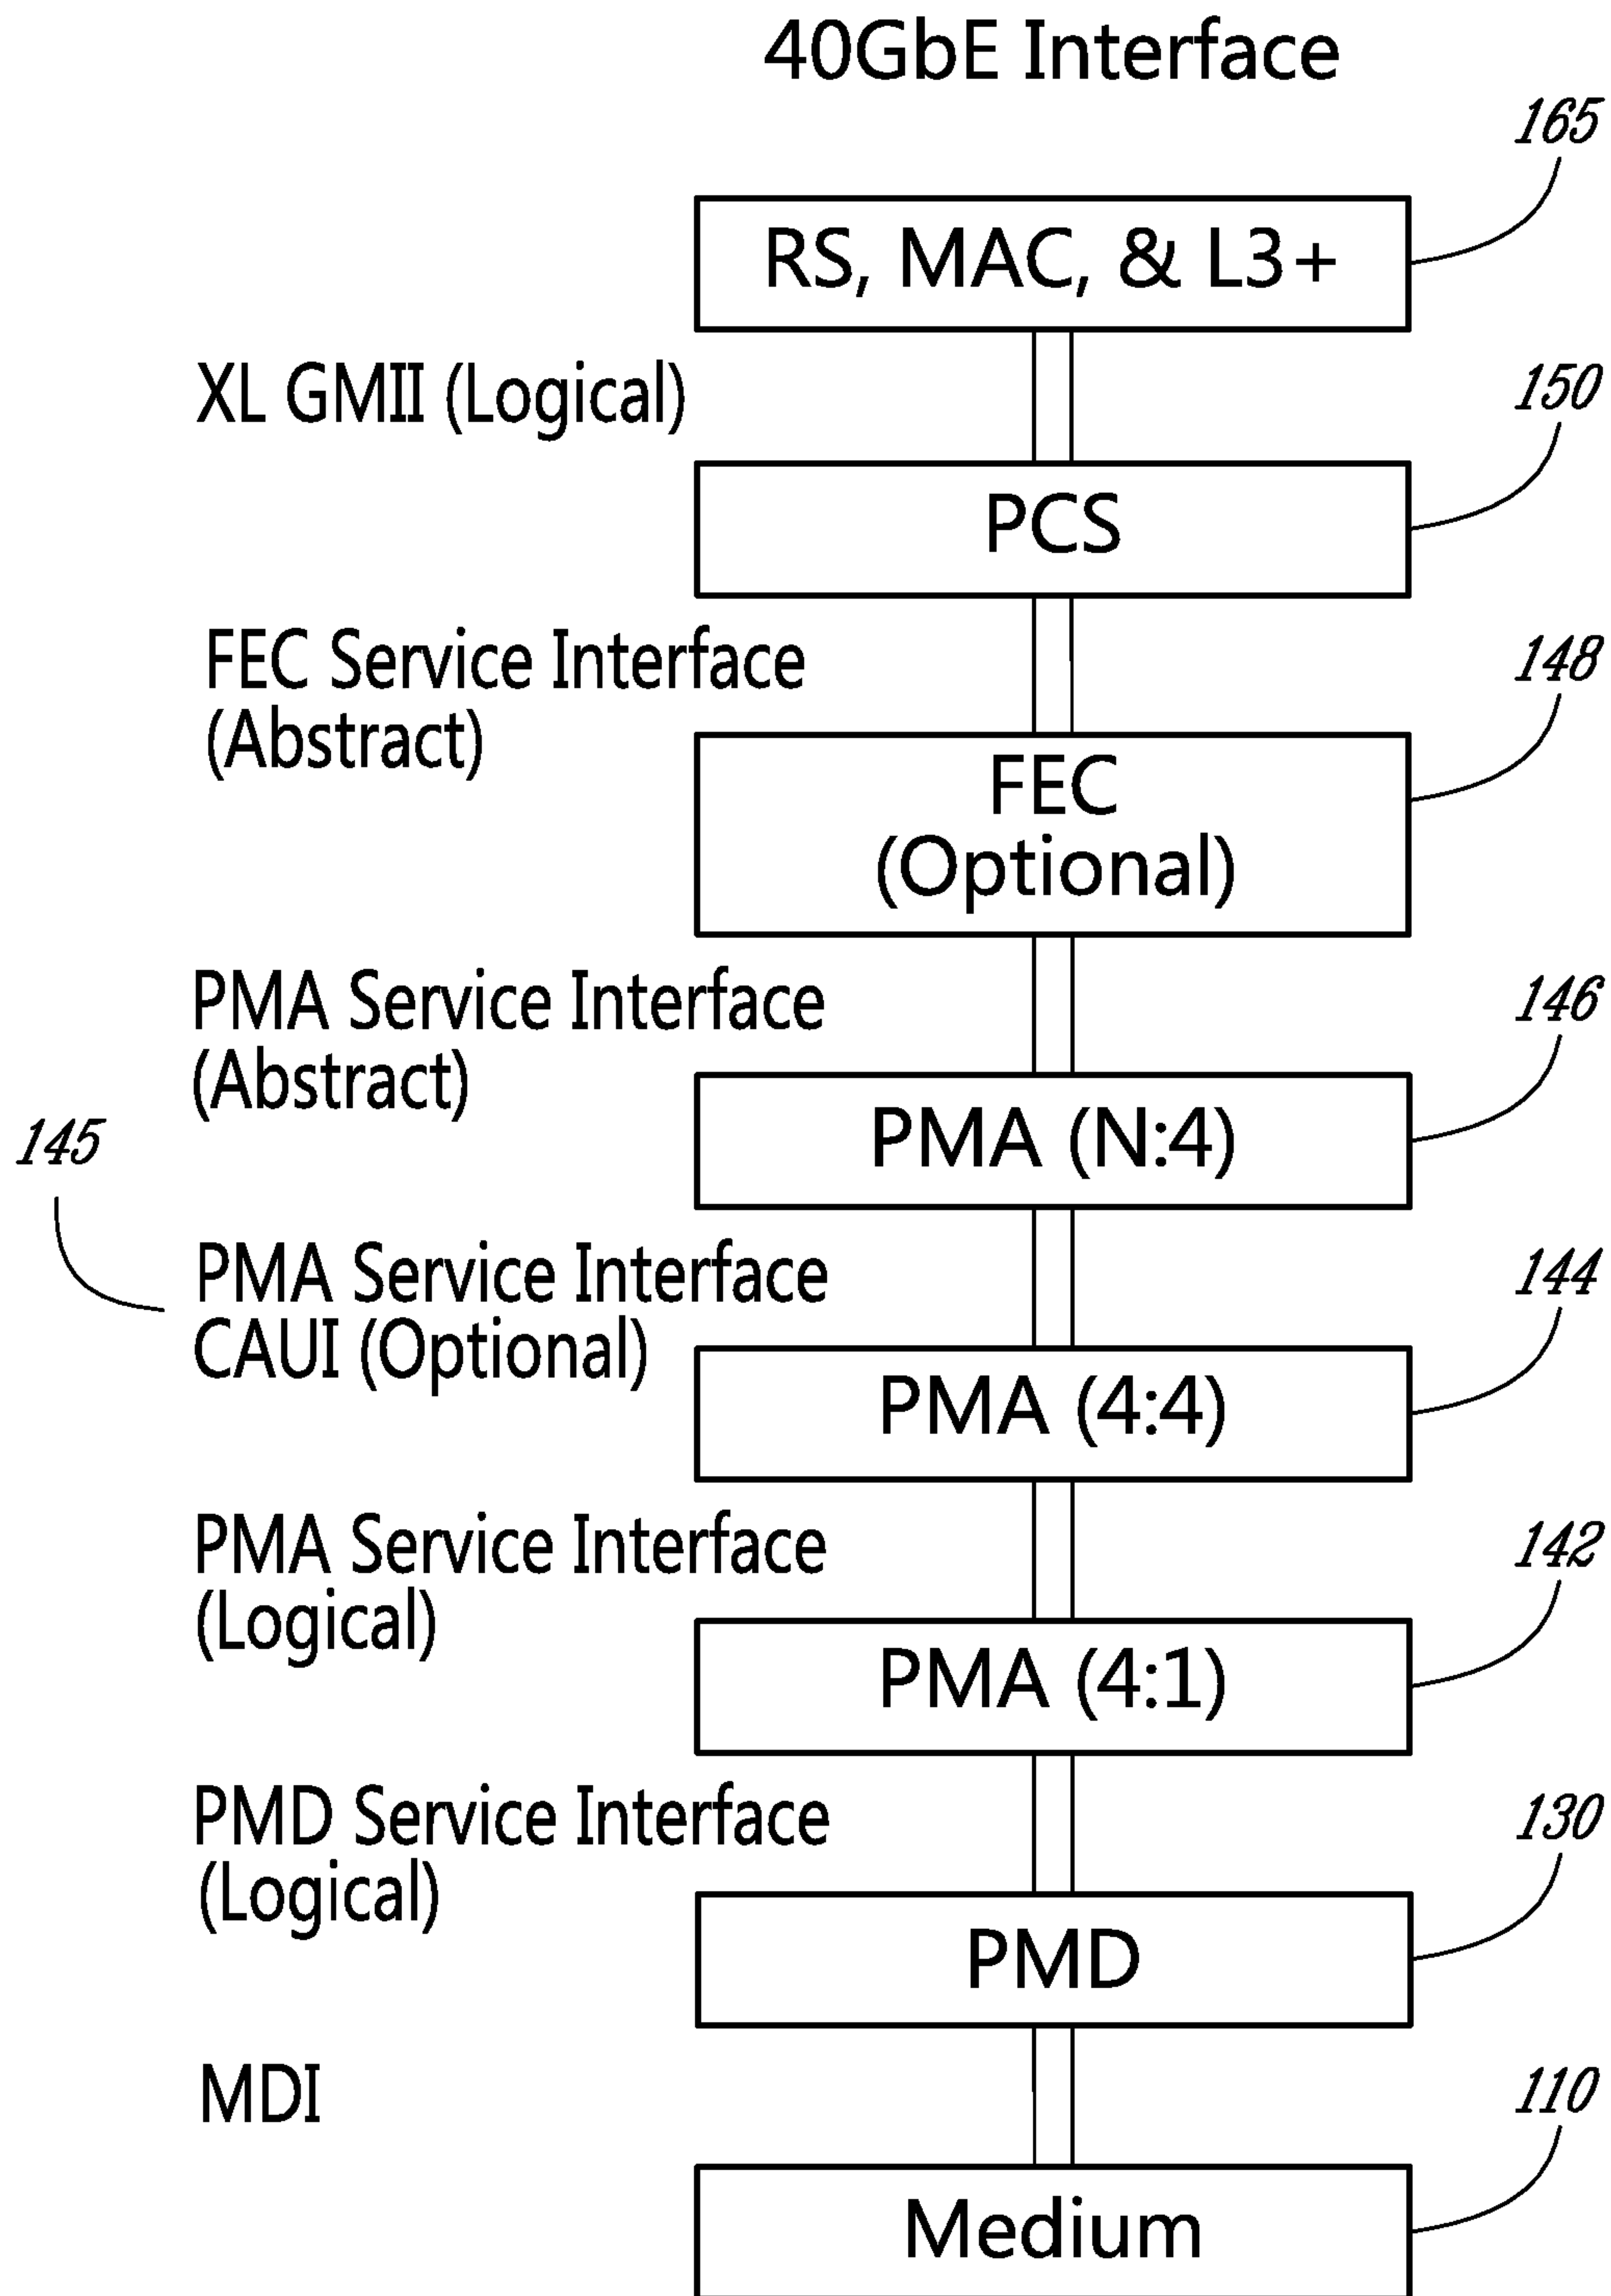 40GbE Interface
165
RS, MAC, & L3+
XL GMII (Logical)
150
PCS
FEC Service Interface
(Abstract)
148
FEC
(Optional)
PMA Service Interface
(Abstract)
146
PMA (N:4)
145
PMA Service Interface
CAUI (Optional)
144
PMA (4:4)
PMA Service Interface
(Logical)
142
PMA (4:1)
PMD Service Interface
(Logical)
130
PMD
MDI
110
Medium